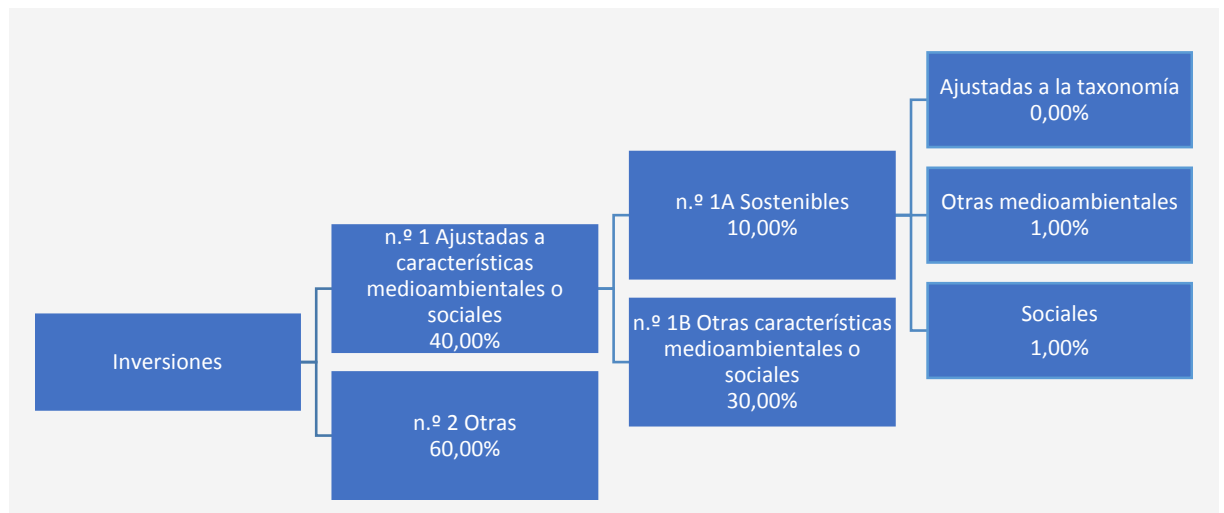 Inversiones
n.º 1 Ajustadas a
características
medioambientales o
sociales
40,00%
n.º 2 Otras
60,00%
n.º 1A Sostenibles
10,00%
n.º 1B Otras características
medioambientales o
sociales
30,00%
Ajustadas a la taxonomía
0,00%
Otras medioambientales
1,00%
Sociales
1,00%